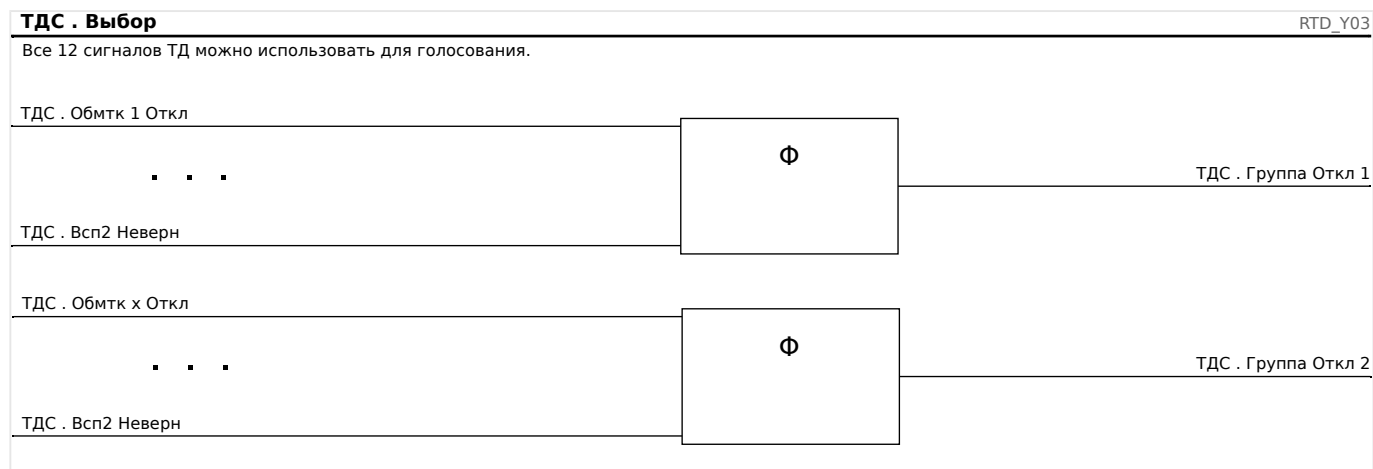 ТДС . Выбор
RTD_Y03
Все 12 сигналов ТД можно использовать для голосования.
ТДС . Обмтк 1 Откл
Φ
ТДС . Группа Откл 1
. . .
ТДС . Всп2 Неверн
ТДС . Обмтк x Откл
Φ
ТДС . Группа Откл 2
. . .
ТДС . Всп2 Неверн